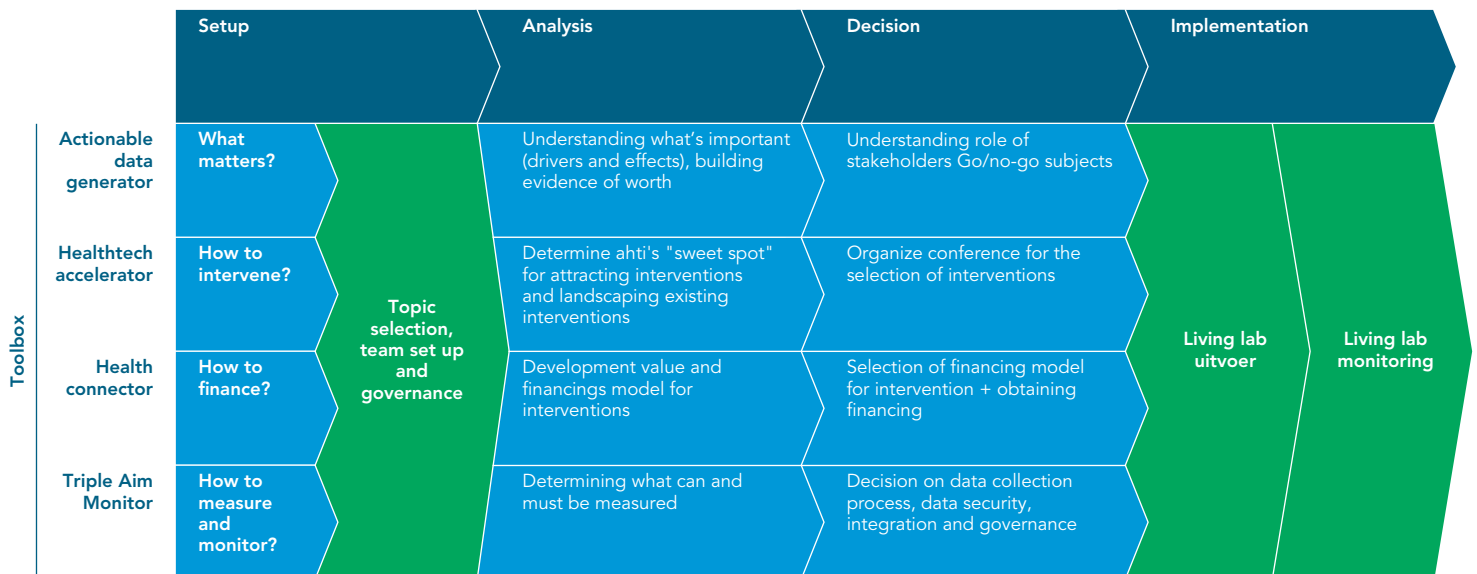 Setup
Analysis
Decision
Implementation
Toolbox
Actionable
data
generator
What
matters?
Understanding what’s important
(drivers and effects), building
evidence of worth
Understanding role of
stakeholders Go/no-go subjects
Healthtech
accelerator
How to
intervene?
Determine ahti's "sweet spot"
for attracting interventions
and landscaping existing
interventions
Organize conference for the
selection of interventions
Topic
selection,
team set up
and
governance
Living lab
uitvoer
Living lab
monitoring
Health
connector
How to
finance?
Development value and
financings model for
interventions
Selection of financing model
for intervention + obtaining
financing
Triple Aim
Monitor
How to
measure
and
monitor?
Determining what can and
must be measured
Decision on data collection
process, data security,
integration and governance